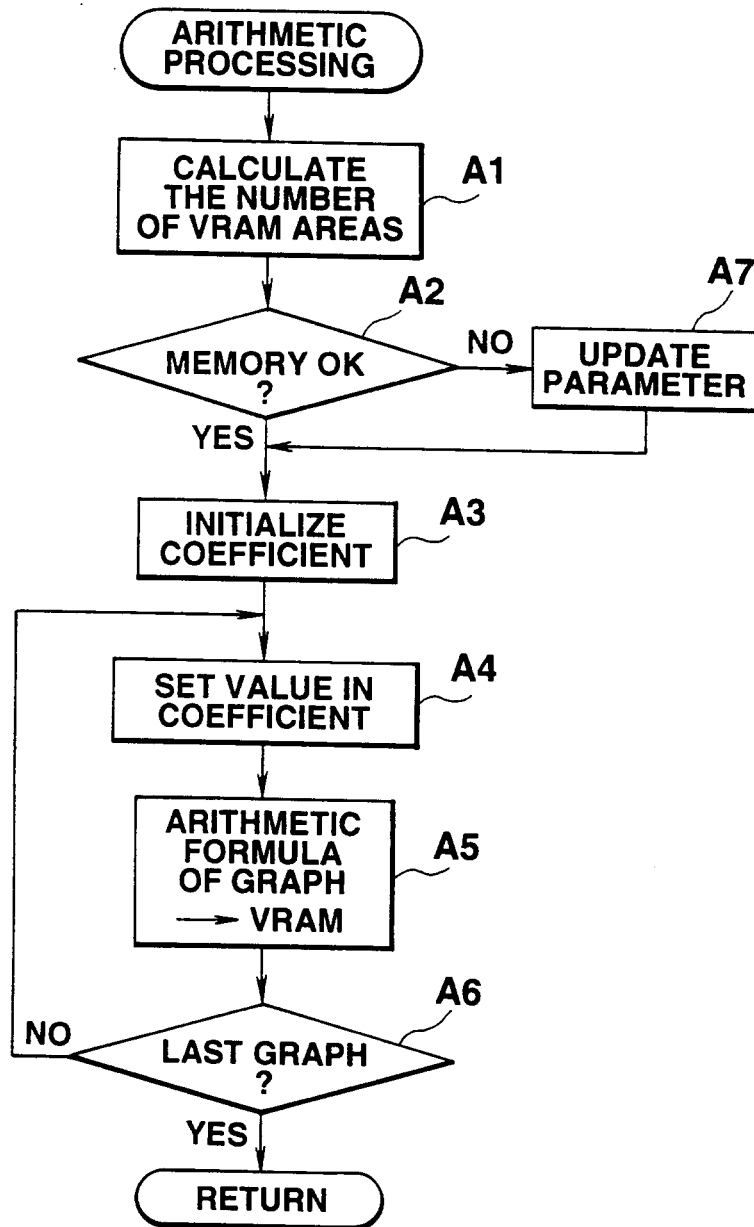 ARITHMETIC
PROCESSING
CALCULATE
THE NUMBER
OF VRAM AREAS
A1
A2
MEMORY OK
?
NO
YES
A7
UPDATE
PARAMETER
INITIALIZE
COEFFICIENT
A3
SET VALUE IN
COEFFICIENT
A4
ARITHMETIC
FORMULA
OF GRAPH
→ VRAM
A5
A6
LAST GRAPH
?
NO
YES
RETURN